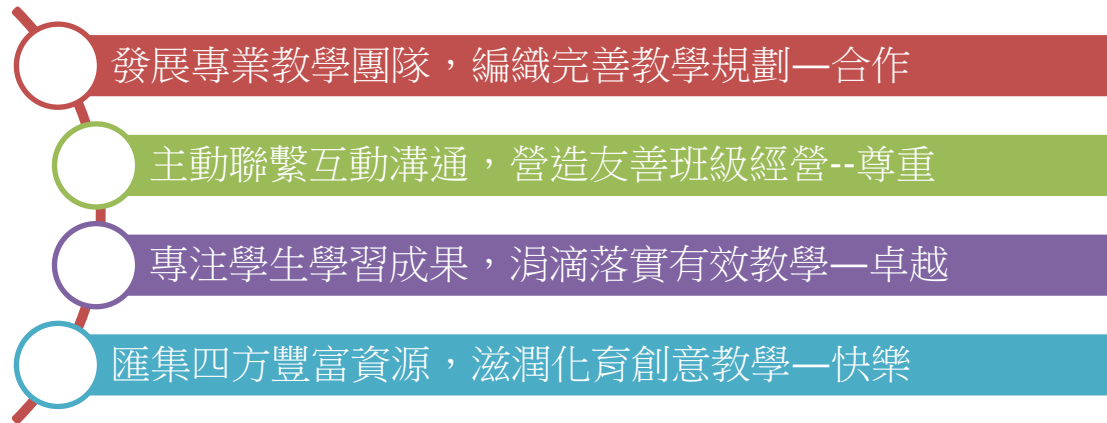 發展專業教學團隊，編織完善教學規劃—合作
主動聯繫互動溝通，營造友善班級經營--尊重
專注學生學習成果，涓滴落實有效教學—卓越
匯集四方豐富資源，滋潤化育創意教學—快樂